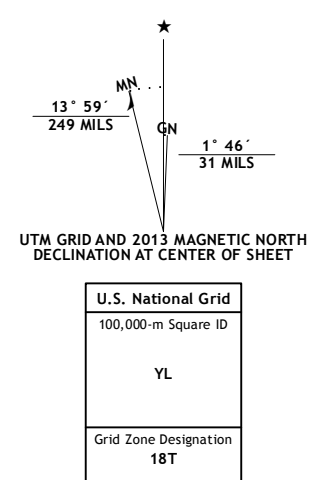 ★
MN
13° 59´
249 MILS
GN
1° 46´
31 MILS
UTM GRID AND 2013 MAGNETIC NORTH
DECLINATION AT CENTER OF SHEET
U.S. National Grid
100,000-m Square ID
YL
Grid Zone Designation
18T